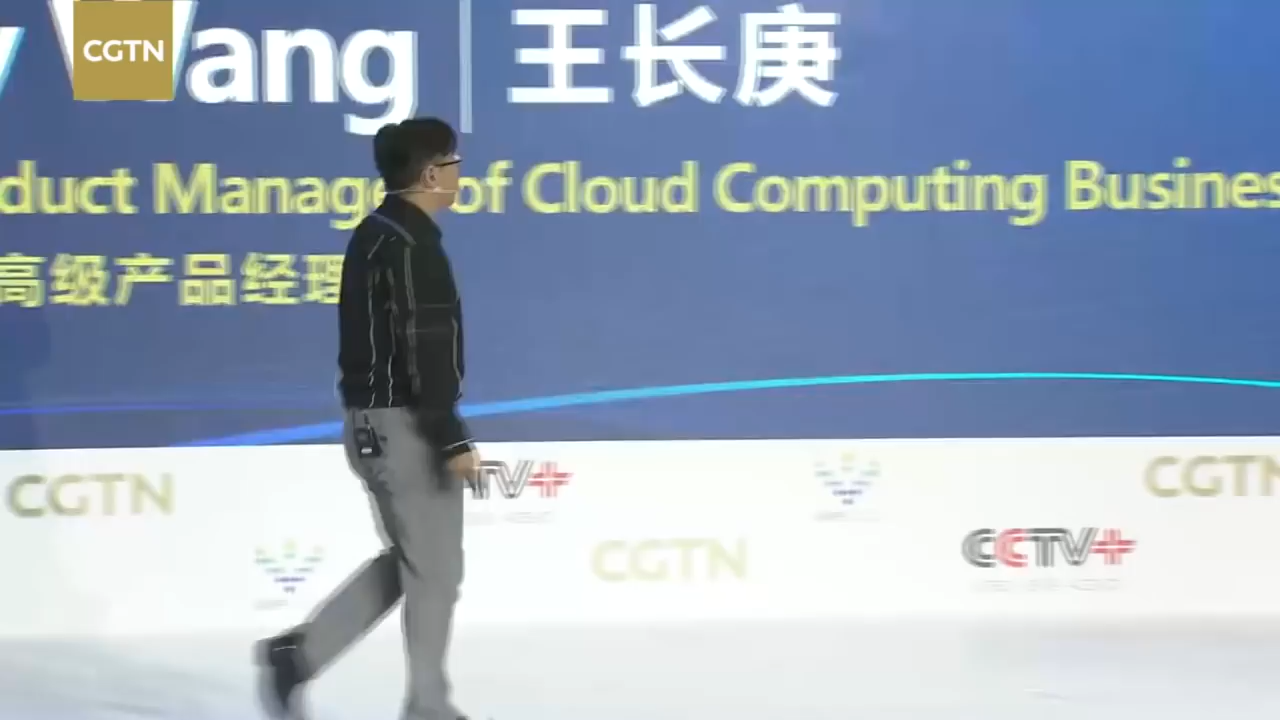 CGTN
y Wang 王长庚
duct Manage of Cloud Computing Busines
高级产品经理
CGTN
TV+
CGTN
CGTN
CCTV+